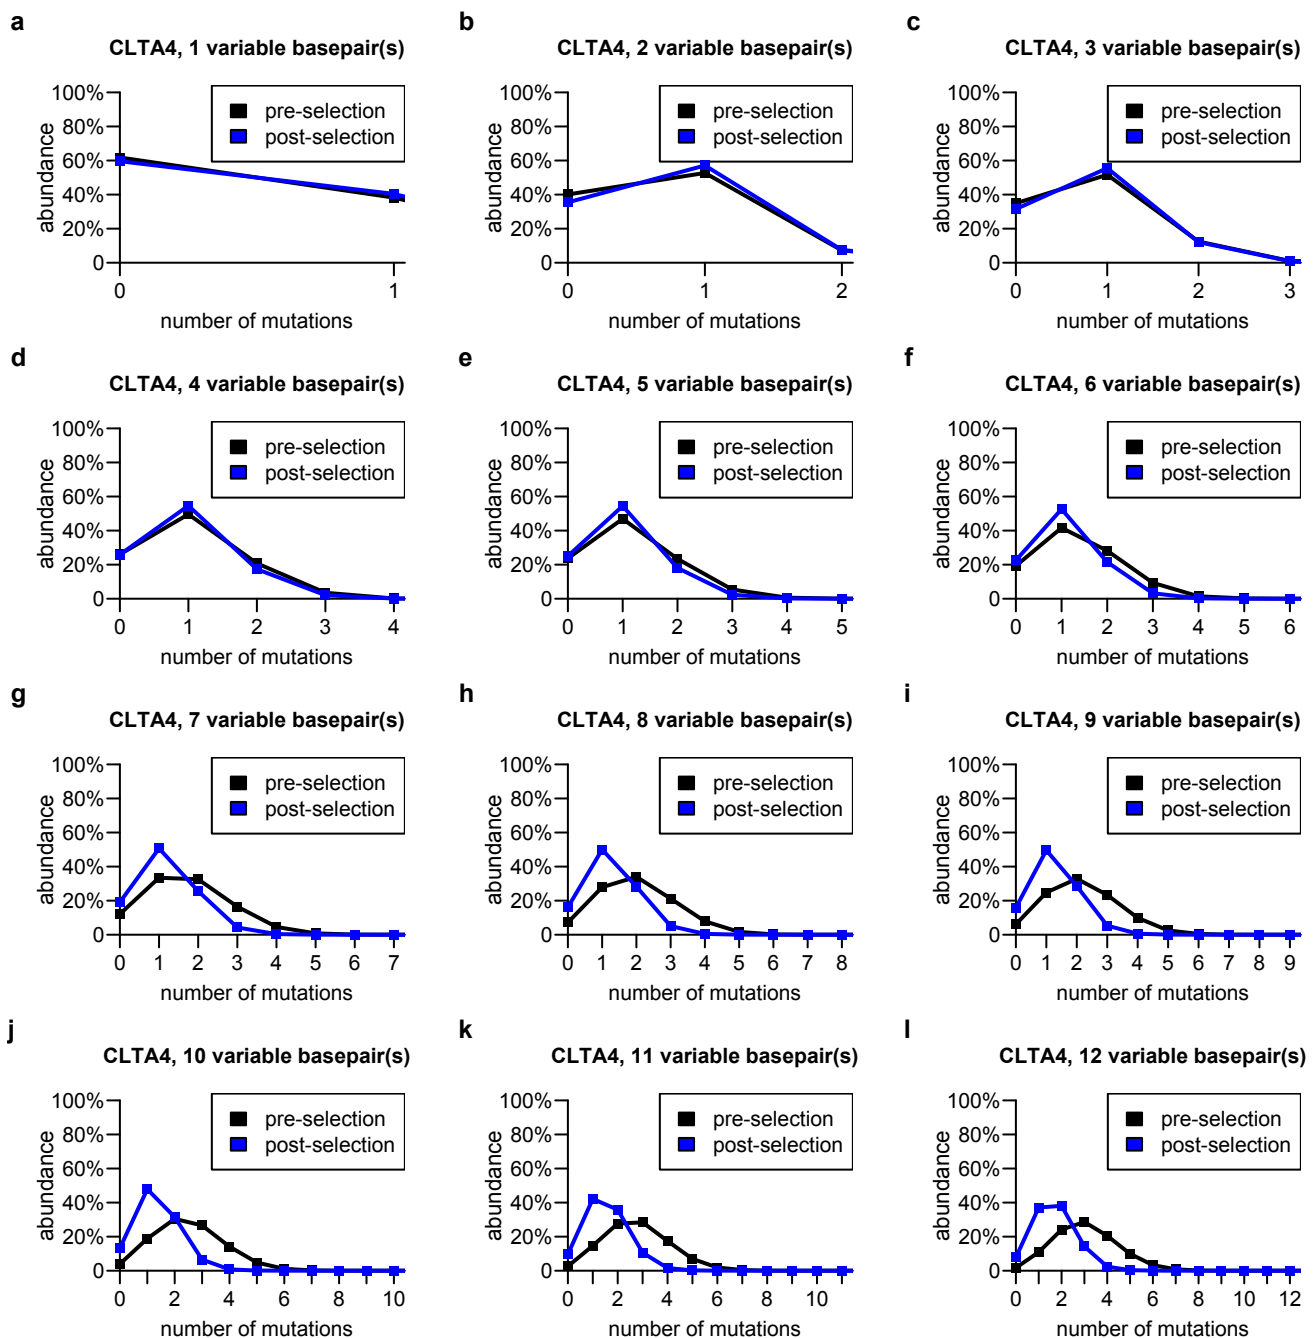 a
CLTA4, 1 variable basepair(s)
100%
80%
60%
40%
20%
0
abundance
pre-selection
post-selection
0 1
number of mutations
b
CLTA4, 2 variable basepair(s)
100%
80%
60%
40%
20%
0
abundance
pre-selection
post-selection
0 1 2
number of mutations
c
CLTA4, 3 variable basepair(s)
100%
80%
60%
40%
20%
0
abundance
pre-selection
post-selection
0 1 2 3
number of mutations
d
CLTA4, 4 variable basepair(s)
100%
80%
60%
40%
20%
0
abundance
pre-selection
post-selection
0 1 2 3 4
number of mutations
e
CLTA4, 5 variable basepair(s)
100%
80%
60%
40%
20%
0
abundance
pre-selection
post-selection
0 1 2 3 4 5
number of mutations
f
CLTA4, 6 variable basepair(s)
100%
80%
60%
40%
20%
0
abundance
pre-selection
post-selection
0 1 2 3 4 5 6
number of mutations
g
CLTA4, 7 variable basepair(s)
100%
80%
60%
40%
20%
0
abundance
pre-selection
post-selection
0 1 2 3 4 5 6 7
number of mutations
h
CLTA4, 8 variable basepair(s)
100%
80%
60%
40%
20%
0
abundance
pre-selection
post-selection
0 1 2 3 4 5 6 7 8
number of mutations
i
CLTA4, 9 variable basepair(s)
100%
80%
60%
40%
20%
0
abundance
pre-selection
post-selection
0 1 2 3 4 5 6 7 8 9
number of mutations
j
CLTA4, 10 variable basepair(s)
100%
80%
60%
40%
20%
0
abundance
pre-selection
post-selection
0 2 4 6 8 10
number of mutations
k
CLTA4, 11 variable basepair(s)
100%
80%
60%
40%
20%
0
abundance
pre-selection
post-selection
0 2 4 6 8 10
number of mutations
l
CLTA4, 12 variable basepair(s)
100%
80%
60%
40%
20%
0
abundance
pre-selection
post-selection
0 2 4 6 8 10 12
number of mutations